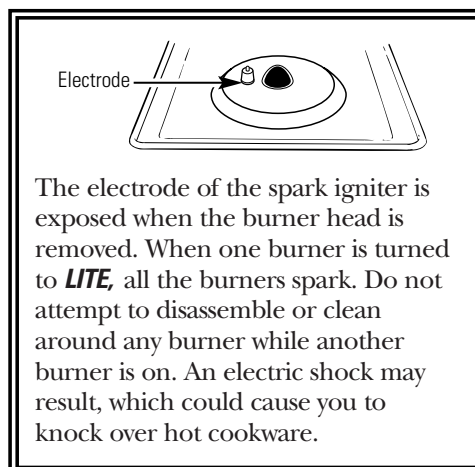 Electrode
The electrode of the spark igniter is
exposed when the burner head is
removed. When one burner is turned
to LITE, all the burners spark. Do not
attempt to disassemble or clean
around any burner while another
burner is on. An electric shock may
result, which could cause you to
knock over hot cookware.